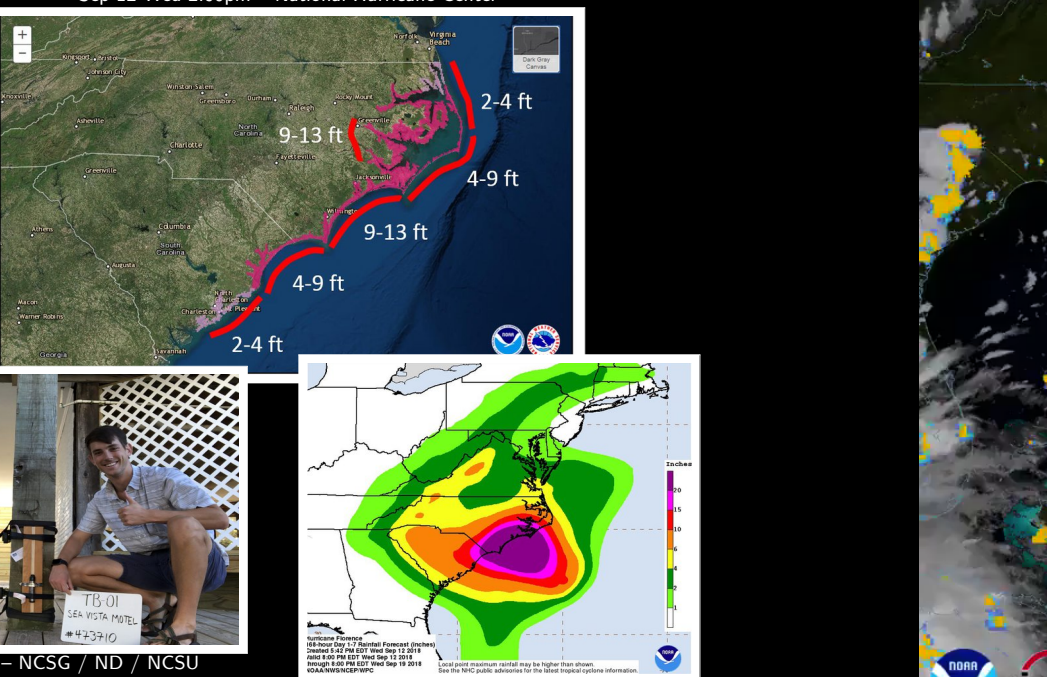 Sep 12 Wed 2:00pm – National Hurricane Center
+
−
Norfolk
Virginia
Beach
Dark Gray
Canvas
Kingsport
Bristol
Johnson City
Knoxville
Winston-Salem
Greensboro
Durham
Rocky Mount
Raleigh
2-4 ft
Asheville
Greenville
North
Carolina
9-13 ft
Charlotte
Fayetteville
Greenville
Jacksonville
4-9 ft
Wilmington
Athens
Columbia
9-13 ft
South
Carolina
Augusta
4-9 ft
North
Charleston
Macon
Charleston
Pleasant
Warner Robins
2-4 ft
NOAA
Georgia
Savannah
TB-01
SEA VISTA MOTEL
#473710
– NCSG / ND / NCSU
Inches
20
15
10
6
4
2
1
Hurricane Florence
168-hour Day 1-7 Rainfall Forecast (inches)
Created 5:42 PM EDT Wed Sep 12 2018
Valid 8:00 PM EDT Wed Sep 12 2018
through 8:00 PM EDT Wed Sep 19 2018
NOAA/NWS/NCEP/WPC
Local point maximum rainfall may be higher than shown.
See the NHC public advisories for the latest tropical cyclone information.
NOAA
NOAA